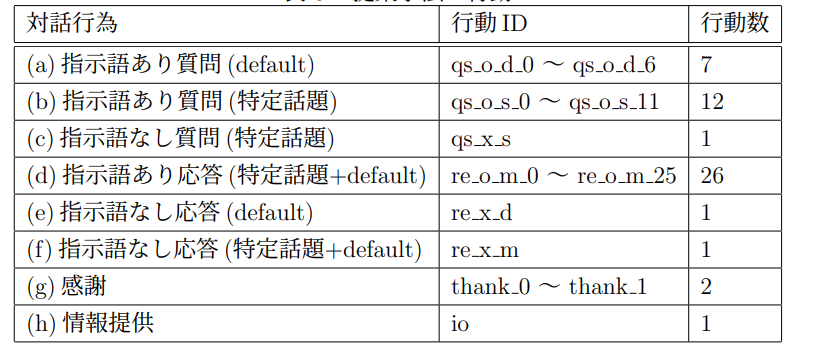 対話行為 行動 ID 行動数
(a) 指示語あり質問 (default) qs_o_d_0 ～ qs_o_d_6 7
(b) 指示語あり質問 (特定話題) qs_o_s_0 ～ qs_o_s_11 12
(c) 指示語なし質問 (特定話題) qs_x_s 1
(d) 指示語あり応答 (特定話題+default) re_o_m_0 ～ re_o_m_25 26
(e) 指示語なし応答 (default) re_x_d 1
(f) 指示語なし応答 (特定話題+default) re_x_m 1
(g) 感謝 thank_0 ～ thank_1 2
(h) 情報提供 io 1